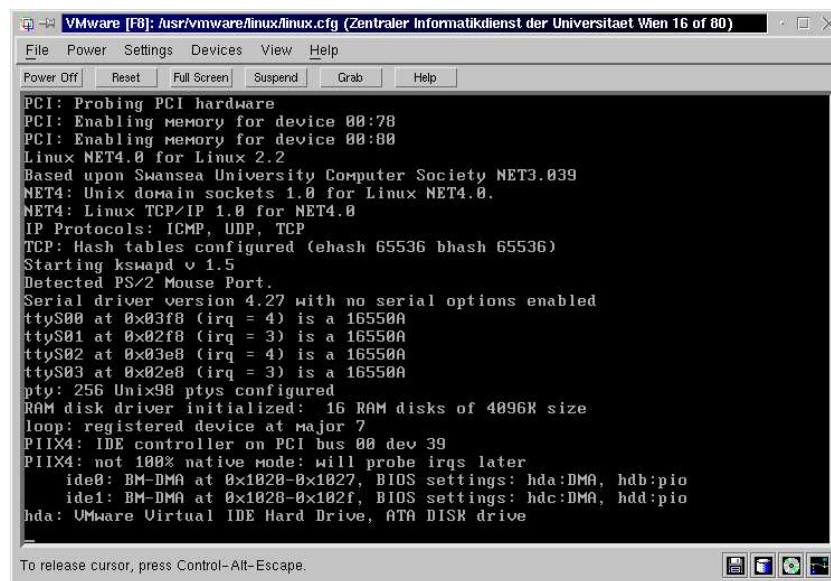 VMware [F8]: /usr/vmware/linux/linux.cfg (Zentraler Informatikdienst der Universitaet Wien 16 of 80)
File Power Settings Devices View Help
Power Off Reset Full Screen Suspend Grab Help
PCI: Probing PCI hardware
PCI: Enabling memory for device 00:78
PCI: Enabling memory for device 00:80
Linux NET4.0 for Linux 2.2
Based upon Swansea University Computer Society NET3.039
NET4: Unix domain sockets 1.0 for Linux NET4.0.
NET4: Linux TCP/IP 1.0 for NET4.0
IP Protocols: ICMP, UDP, TCP
TCP: Hash tables configured (ehash 65536 bhash 65536)
Starting kswapd v 1.5
Detected PS/2 Mouse Port.
Serial driver version 4.27 with no serial options enabled
ttyS00 at 0x03f8 (irq = 4) is a 16550A
ttyS01 at 0x02f8 (irq = 3) is a 16550A
ttyS02 at 0x03e8 (irq = 4) is a 16550A
ttyS03 at 0x02e8 (irq = 3) is a 16550A
pty: 256 Unix98 ptys configured
RAM disk driver initialized:  16 RAM disks of 4096K size
loop: registered device at major 7
PIIX4: IDE controller on PCI bus 00 dev 39
PIIX4: not 100% native mode: will probe irqs later
    ide0: BM-DMA at 0x1020-0x1027, BIOS settings: hda:DMA, hdb:pio
    ide1: BM-DMA at 0x1028-0x102f, BIOS settings: hdc:DMA, hdd:pio
hda: VMware Virtual IDE Hard Drive, ATA DISK drive
To release cursor, press Control-Alt-Escape.